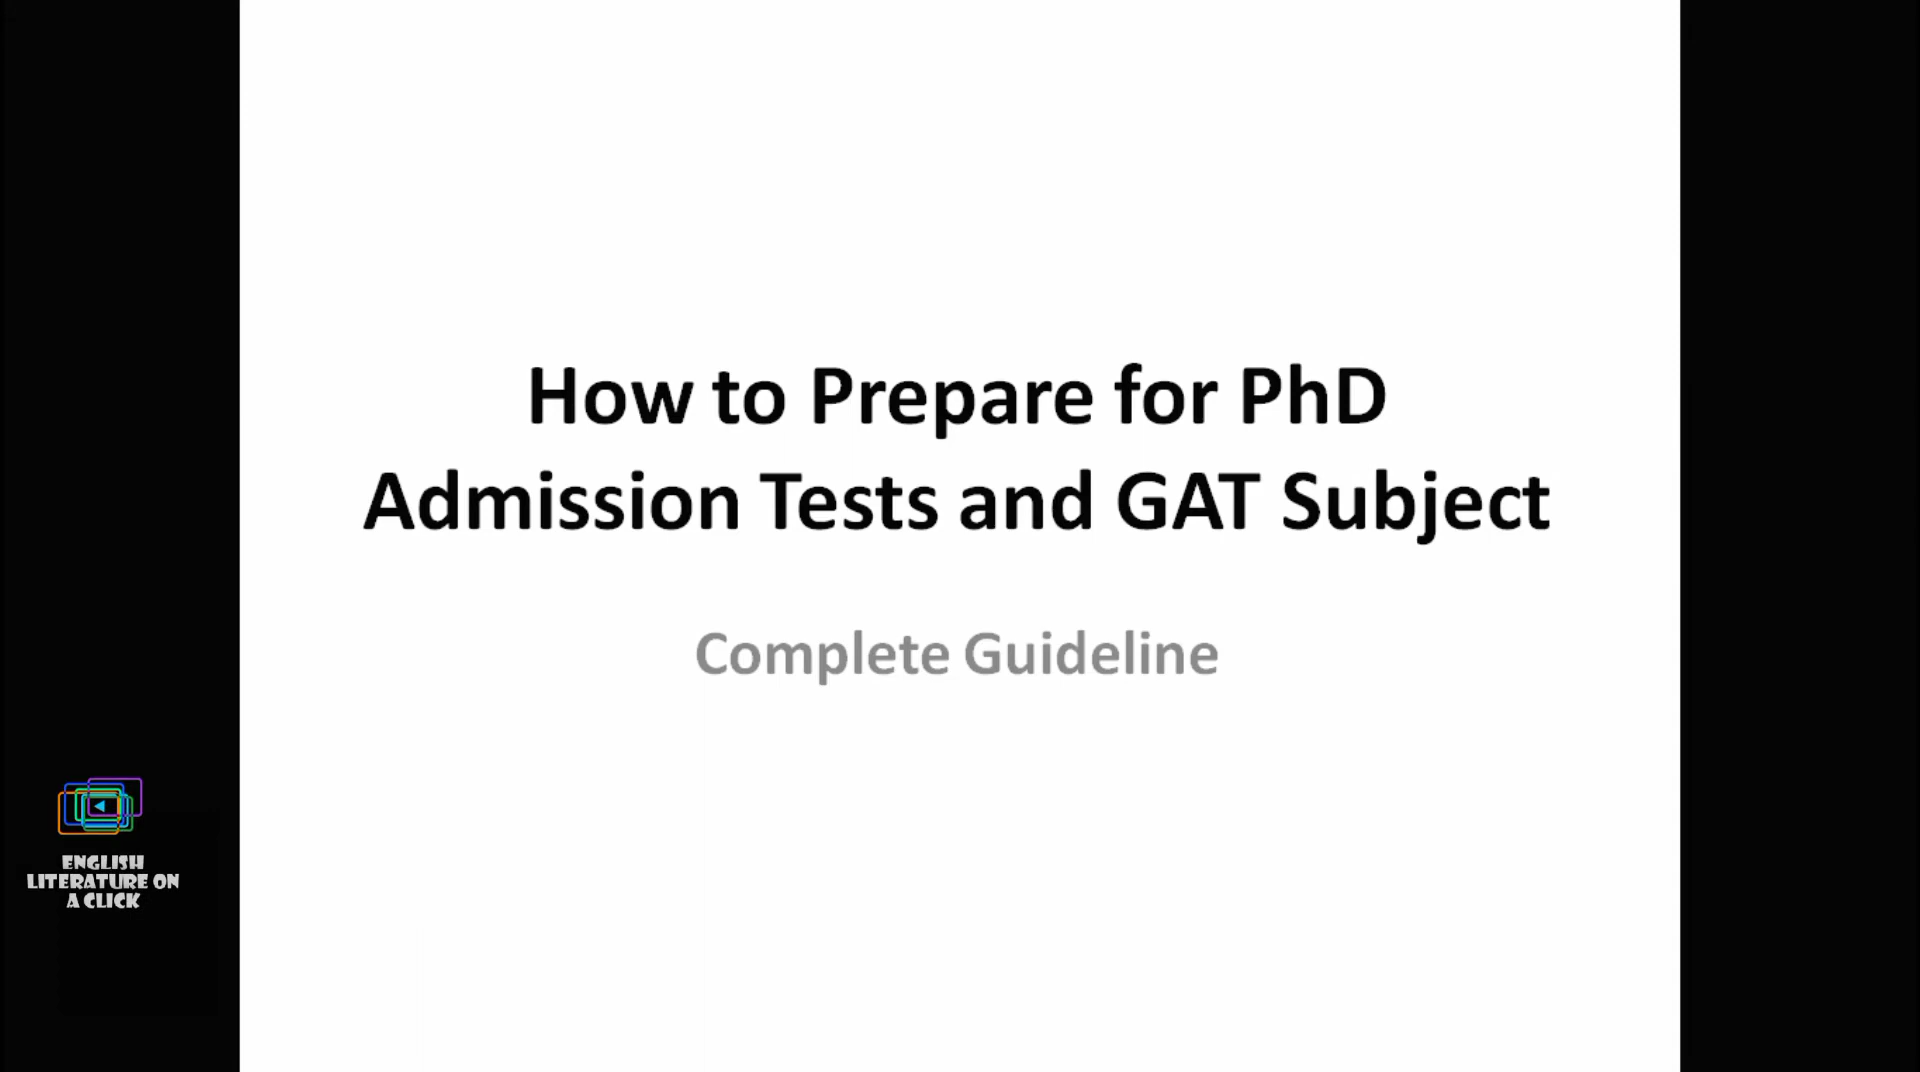 How to Prepare for PhD
Admission Tests and GAT Subject
Complete Guideline
ENGLISH
LITERATURE ON
A CLICK